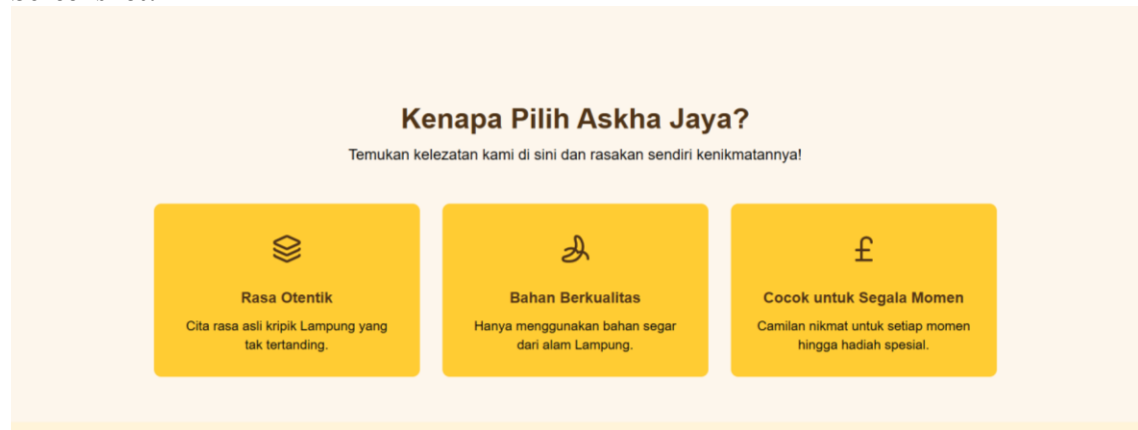 Kenapa Pilih Askha Jaya?
Temukan kelezatan kami di sini dan rasakan sendiri kenikmatannya!
£
Rasa Otentik
Cita rasa asli kripik Lampung yang
tak tertanding.
Bahan Berkualitas
Hanya menggunakan bahan segar
dari alam Lampung.
Cocok untuk Segala Momen
Camilan nikmat untuk setiap momen
hingga hadiah spesial.